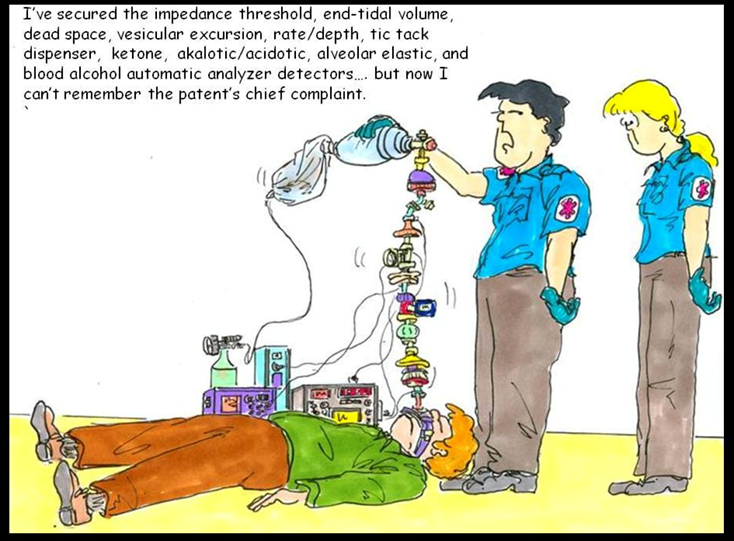 I've secured the impedance threshold, end-tidal volume,
dead space, vesicular excursion, rate/depth, tic tack
dispenser, ketone, akalotic/acidotic, alveolar elastic, and
blood alcohol automatic analyzer detectors.... but now I
can't remember the patent's chief complaint.
`